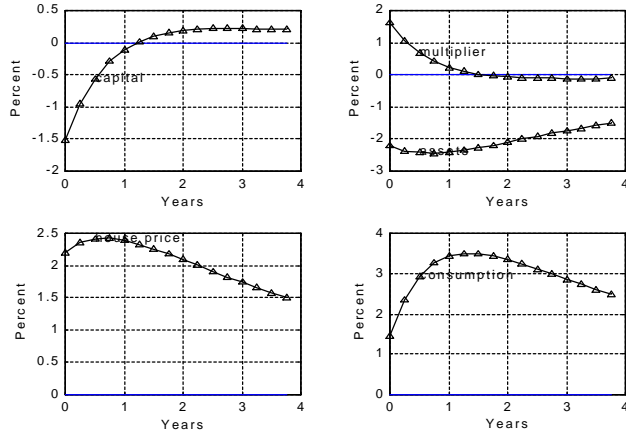 0.5
0
-0.5
-1
-1.5
-2
Percent
capital
0 1 2 3 4
Years
2
1
0
-1
-2
-3
Percent
multiplier
assets
0 1 2 3 4
Years
2.5
2
1.5
1
0.5
0
Percent
house price
0 1 2 3 4
Years
4
3
2
1
0
Percent
consumption
0 1 2 3 4
Years